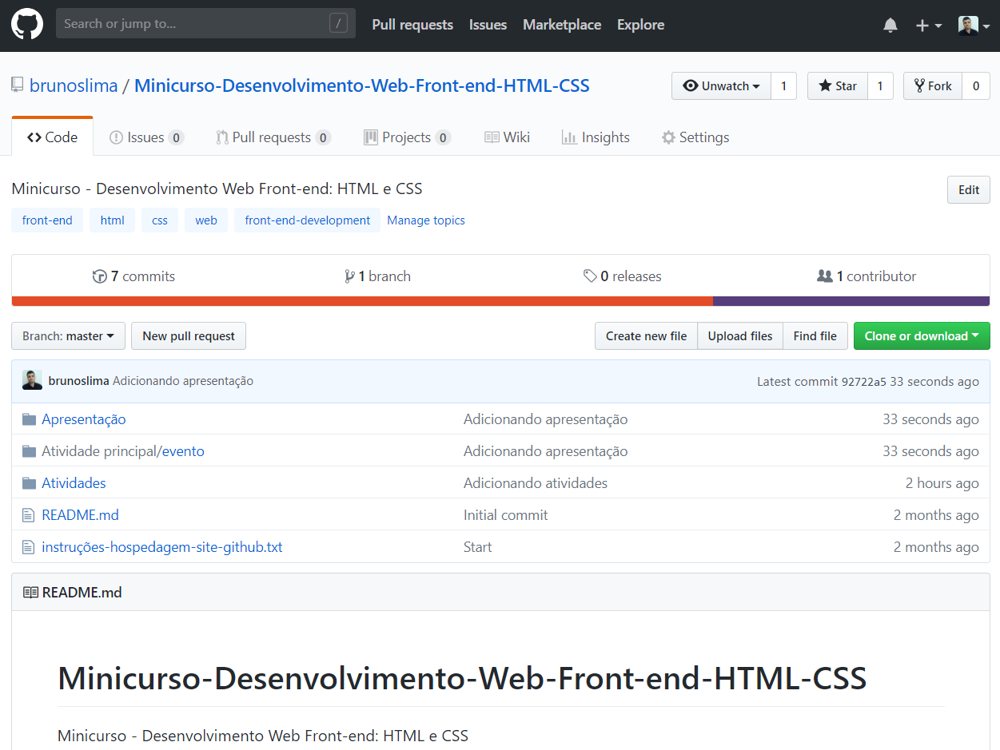 Search or jump to... / Pull requests Issues Marketplace Explore
brunoslima / Minicurso-Desenvolvimento-Web-Front-end-HTML-CSS Unwatch 1 Star 1 Fork 0
Code Issues 0 Pull requests 0 Projects 0 Wiki Insights Settings
Minicurso - Desenvolvimento Web Front-end: HTML e CSS Edit
front-end html css web front-end-development Manage topics
7 commits 1 branch 0 releases 1 contributor
Branch: master New pull request Create new file Upload files Find file Clone or download
brunoslima Adicionando apresentação Latest commit 92722a5 33 seconds ago
Apresentação Adicionando apresentação 33 seconds ago
Atividade principal/evento Adicionando apresentação 33 seconds ago
Atividades Adicionando atividades 2 hours ago
README.md Initial commit 2 months ago
instruções-hospedagem-site-github.txt Start 2 months ago
README.md
Minicurso-Desenvolvimento-Web-Front-end-HTML-CSS
Minicurso - Desenvolvimento Web Front-end: HTML e CSS